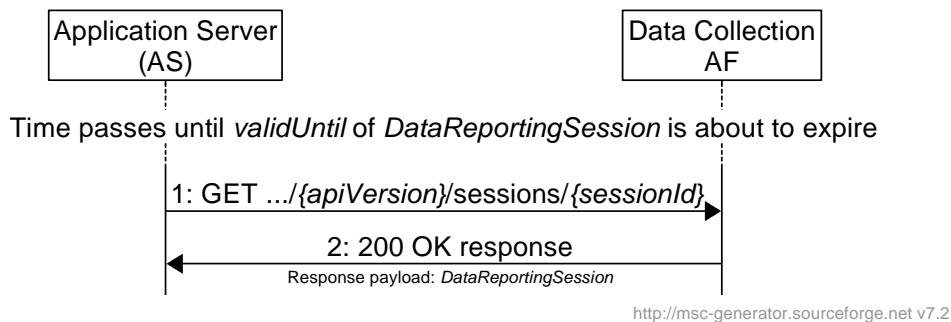 Application Server
(AS)
Data Collection
AF
Time passes until validUntil of DataReportingSession is about to expire
1: GET .../{apiVersion}/sessions/{sessionId}
2: 200 OK response
Response payload: DataReportingSession
http://msc-generator.sourceforge.net v7.2